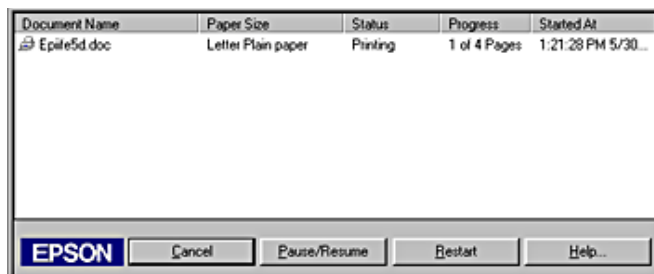 Document Name Paper Size Status Progress Started At
Epiile5d.doc Letter Plain paper Printing 1 of 4 Pages 1:21:28 PM 5/30...
EPSON Cancel Pause/Resume Restart Help...